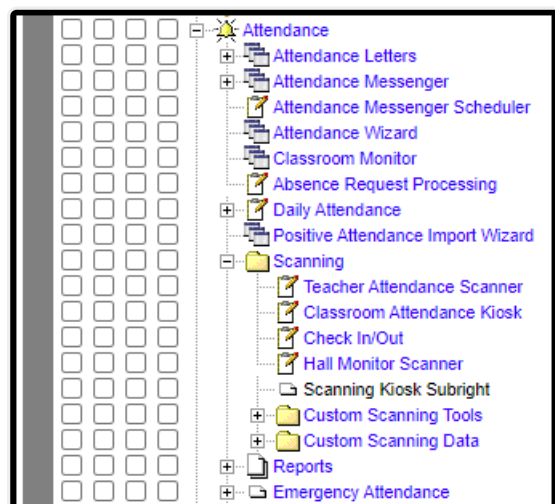 Attendance
Attendance Letters
Attendance Messenger
Attendance Messenger Scheduler
Attendance Wizard
Classroom Monitor
Absence Request Processing
Daily Attendance
Positive Attendance Import Wizard
Scanning
Teacher Attendance Scanner
Classroom Attendance Kiosk
Check In/Out
Hall Monitor Scanner
Scanning Kiosk Subright
Custom Scanning Tools
Custom Scanning Data
Reports
Emergency Attendance